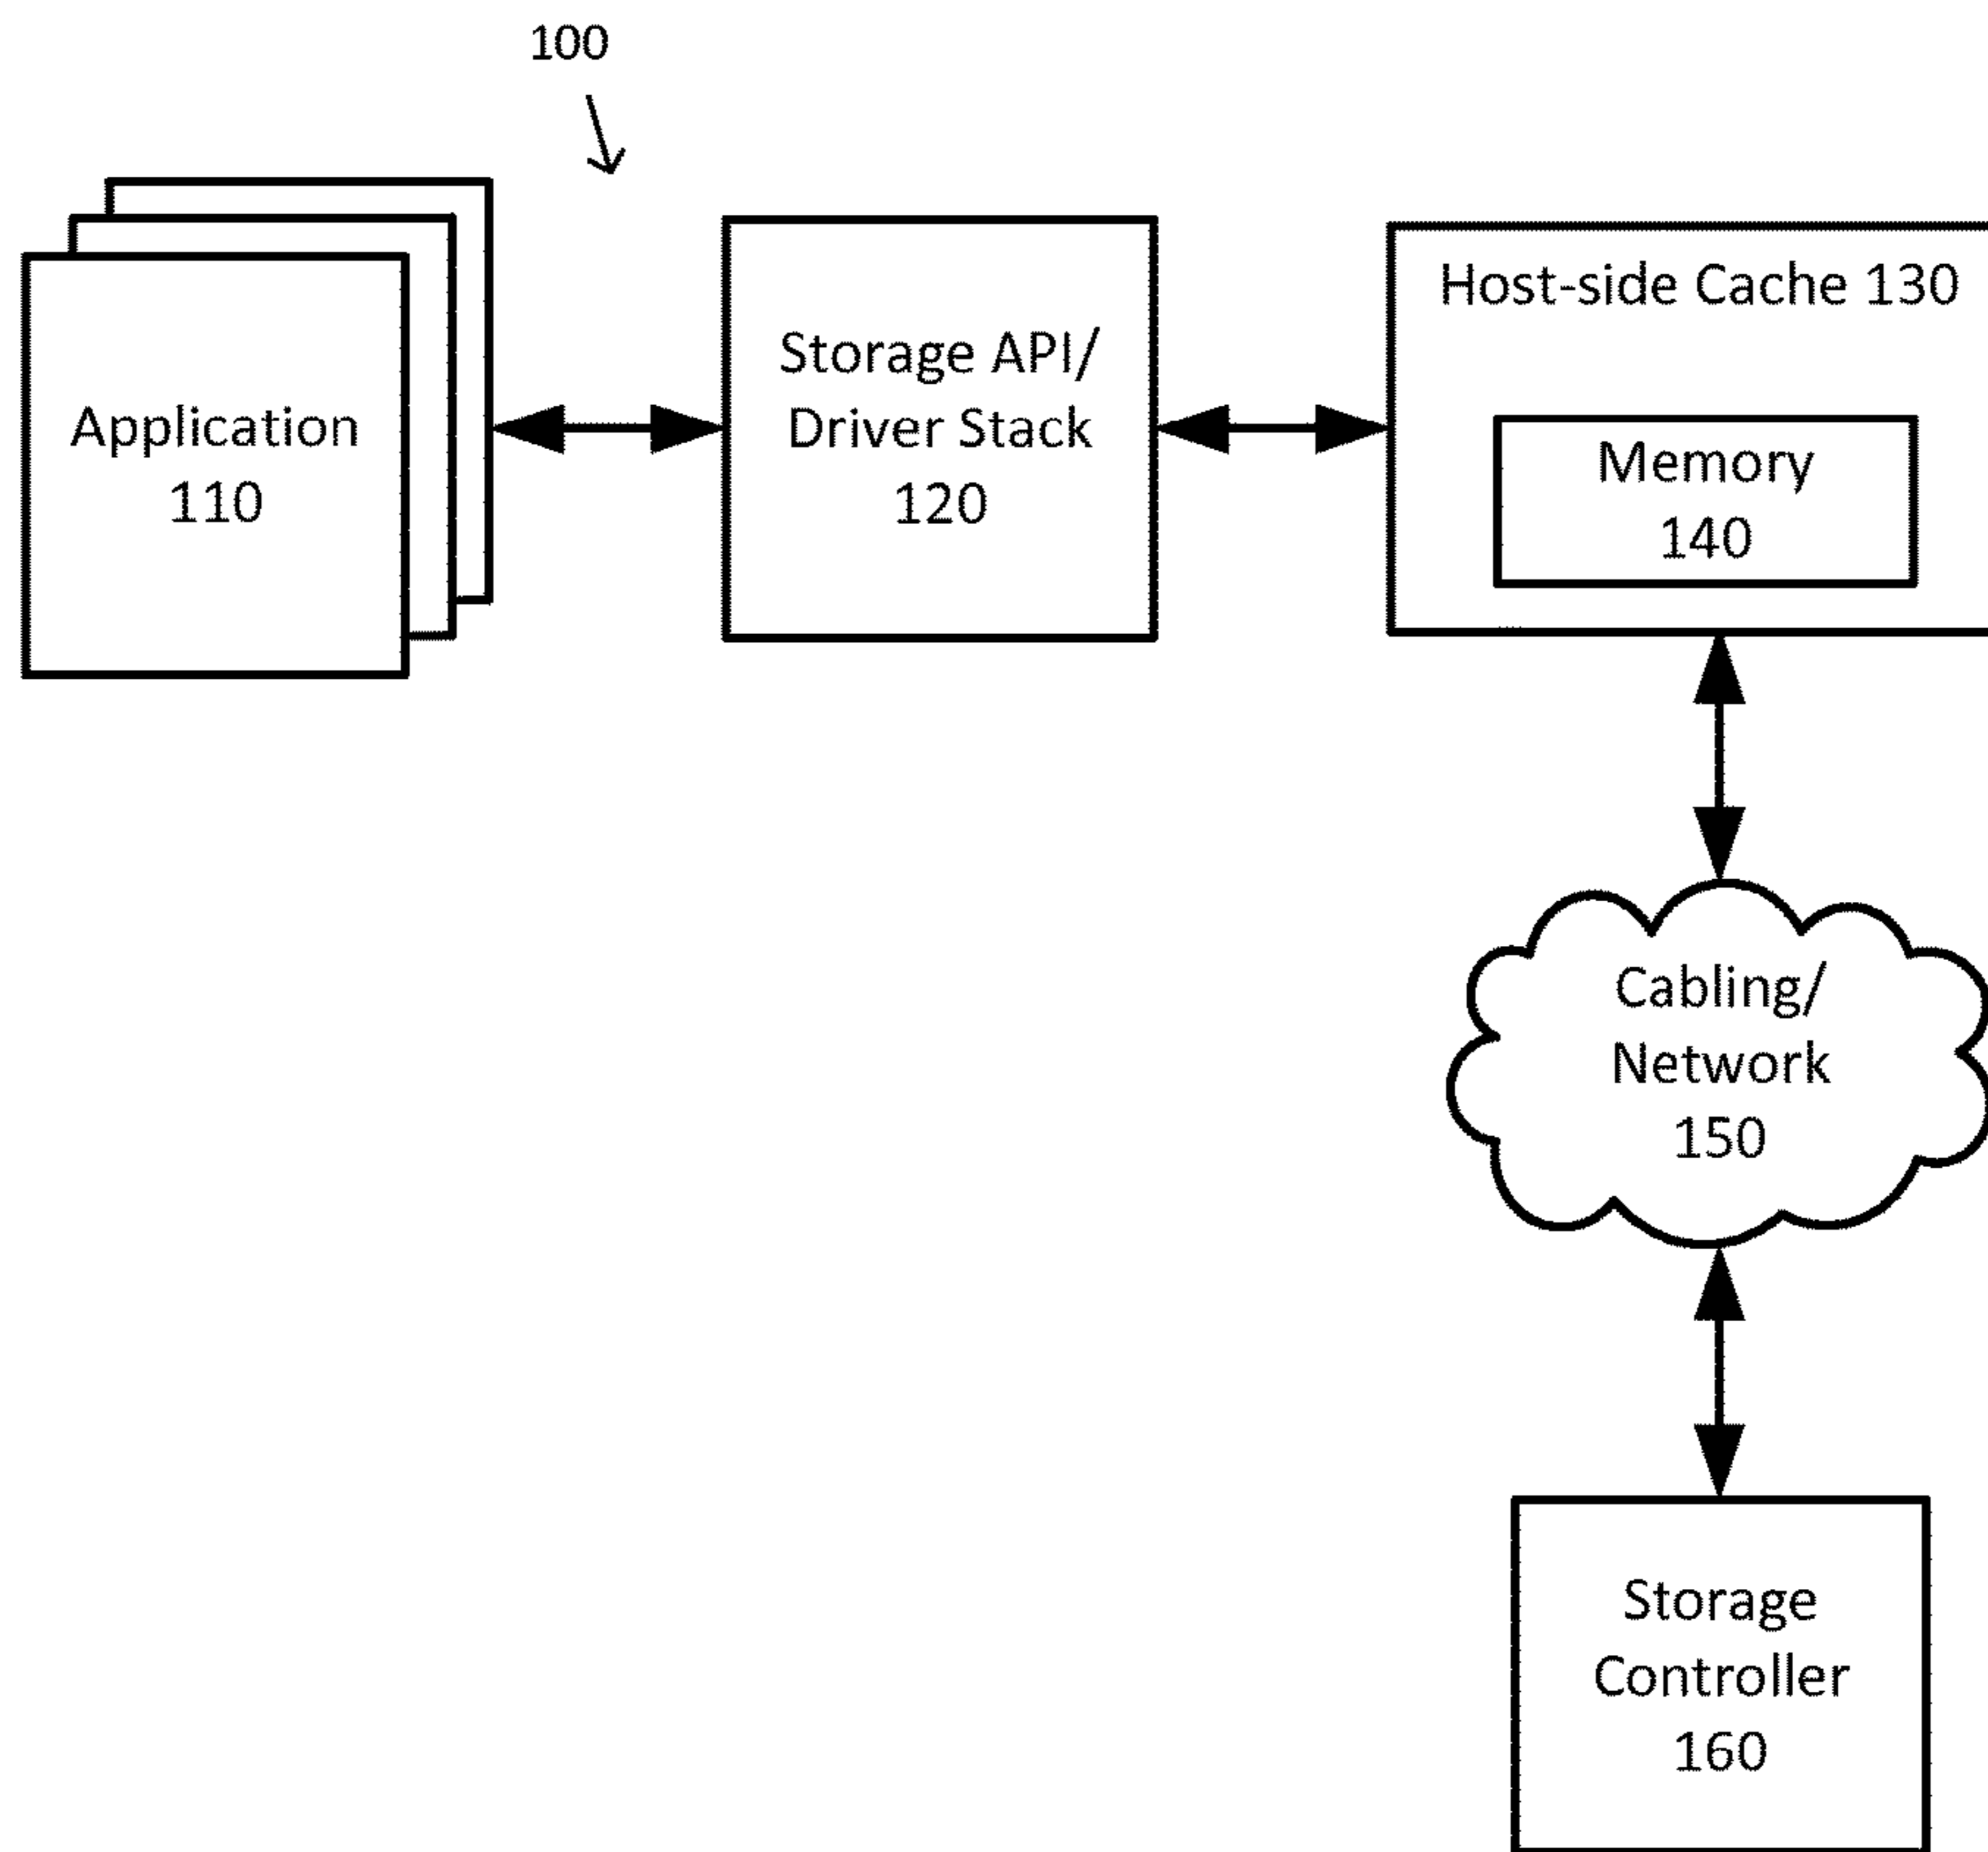 100
Application
110
Storage API/
Driver Stack
120
Host-side Cache 130
Memory
140
Cabling/
Network
150
Storage
Controller
160